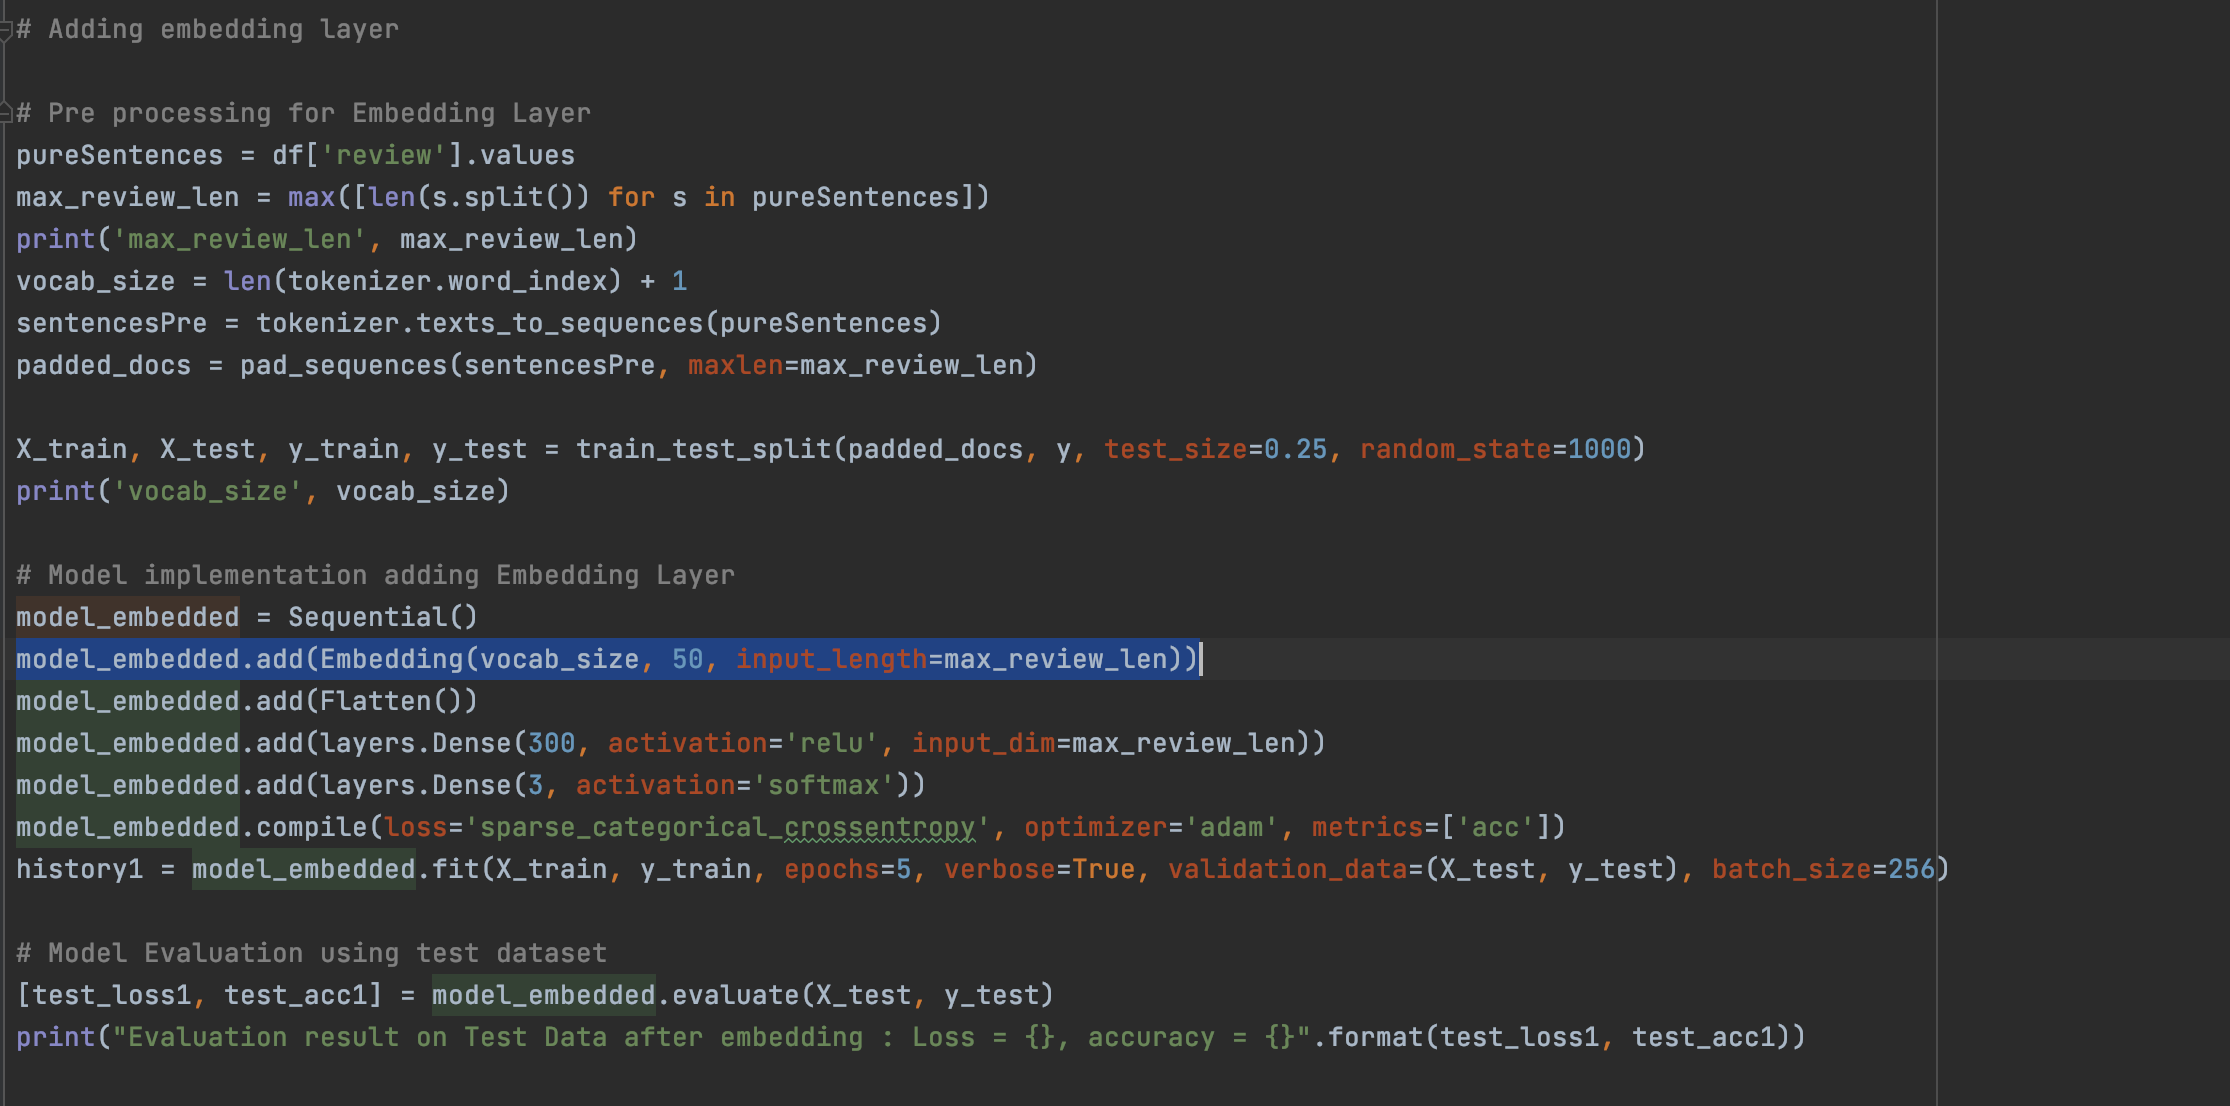 # Adding embedding layer
# Pre processing for Embedding Layer
pureSentences = df['review'].values
max_review_len = max([len(s.split()) for s in pureSentences])
print('max_review_len', max_review_len)
vocab_size = len(tokenizer.word_index) + 1
sentencesPre = tokenizer.texts_to_sequences(pureSentences)
padded_docs = pad_sequences(sentencesPre, maxlen=max_review_len)
X_train, X_test, y_train, y_test = train_test_split(padded_docs, y, test_size=0.25, random_state=1000)
print('vocab_size', vocab_size)
# Model implementation adding Embedding Layer
model_embedded = Sequential()
model_embedded.add(Embedding(vocab_size, 50, input_length=max_review_len))
model_embedded.add(Flatten())
model_embedded.add(layers.Dense(300, activation='relu', input_dim=max_review_len))
model_embedded.add(layers.Dense(3, activation='softmax'))
model_embedded.compile(loss='sparse_categorical_crossentropy', optimizer='adam', metrics=['acc'])
history1 = model_embedded.fit(X_train, y_train, epochs=5, verbose=True, validation_data=(X_test, y_test), batch_size=256)
# Model Evaluation using test dataset
[test_loss1, test_acc1] = model_embedded.evaluate(X_test, y_test)
print("Evaluation result on Test Data after embedding : Loss = {}, accuracy = {}".format(test_loss1, test_acc1))